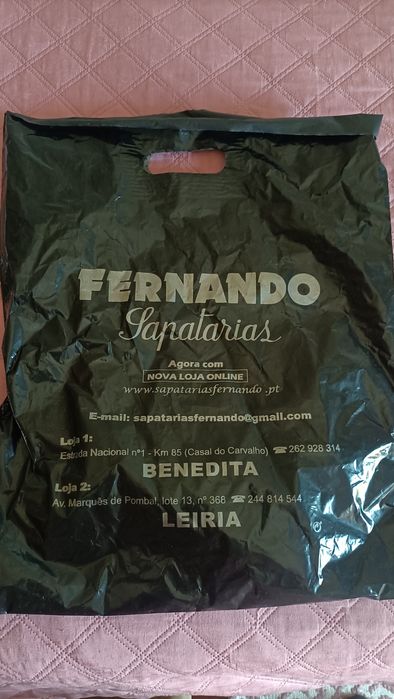 FERNANDO
Sapatarias
Agora com
NOVA LOJA ONLINE
www.sapatariasfernando.pt
E-mail: sapatariasfernando@gmail.com
Loja 1:
Estrada Nacional nº1 - Km 85 (Casal do Carvalho) ☎ 262 928 314
BENEDITA
Loja 2:
Av. Marquês de Pombal, lote 13, nº 368 ☎ 244 814 544
LEIRIA